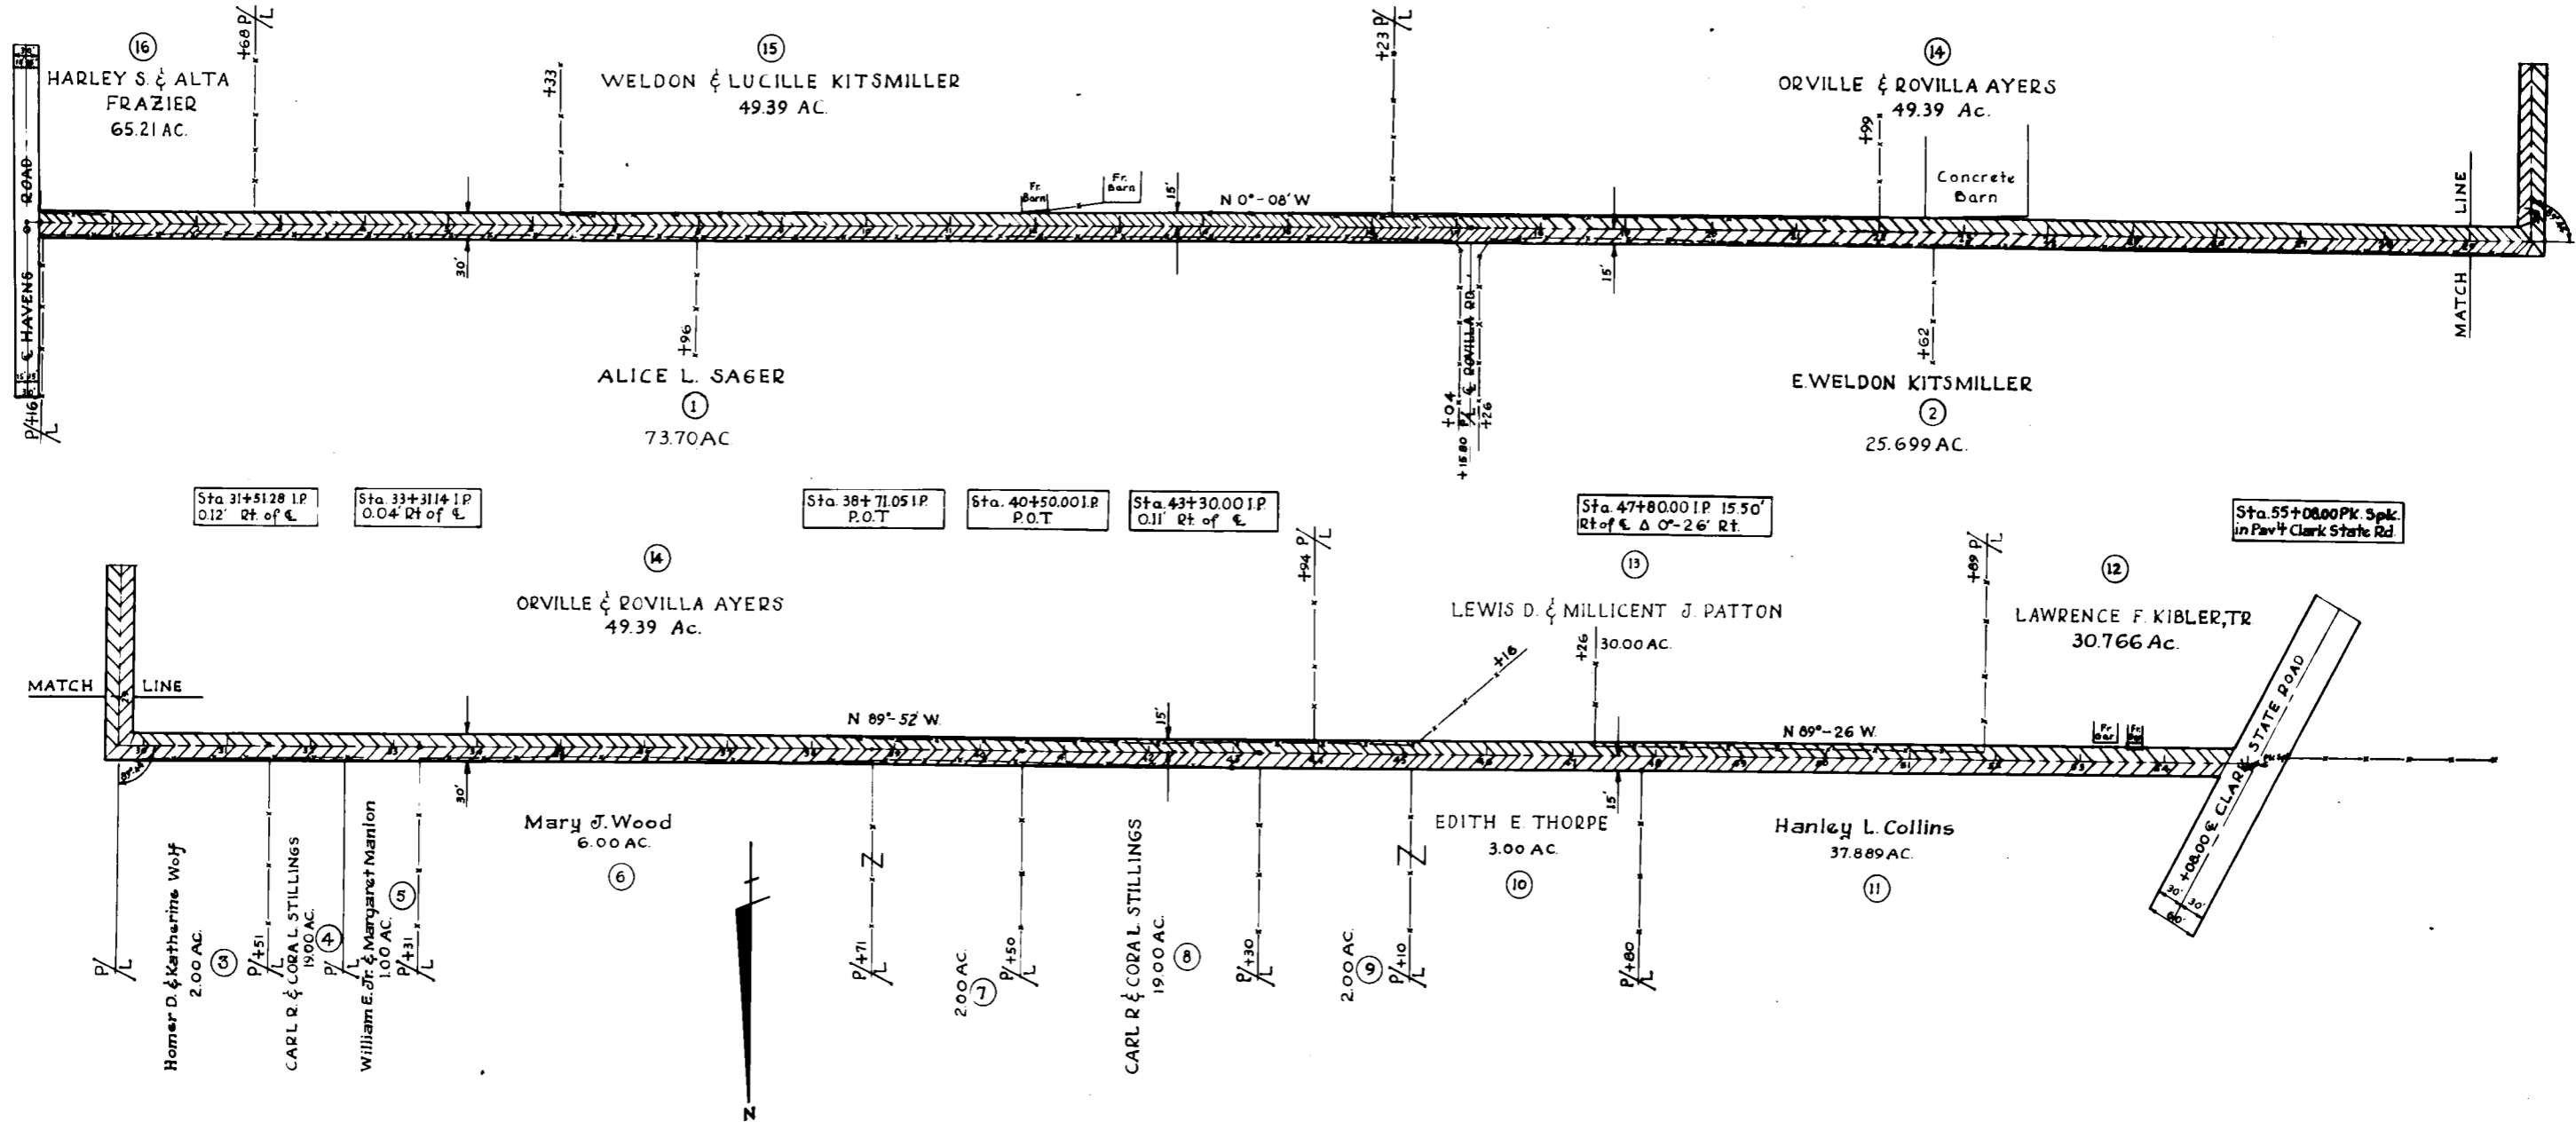 16
HARLEY S. & ALTA
FRAZIER
65.21 AC.
+68 P/L
+33
15
WELDON & LUCILLE KITSMILLER
49.39 AC.
+23 P/L
14
ORVILLE & ROVILLA AYERS
49.39 Ac.
+99
Concrete
Barn
Fr.
Barn
Fr.
Barn
15'
N 0°-08' W
MATCH LINE
℄ HAVENS ROAD
30'
15'
P/L +16
+96
ALICE L. SAGER
1
73.70 AC.
+04
+15.80 P/L ℄ ROVILLA RD.
+26
+62
E. WELDON KITSMILLER
2
25.699 AC.
Sta. 31+51.28 I.P.
0.12' Rt. of ℄
Sta. 33+31.14 I.P.
0.04' Rt of ℄
Sta. 38+71.05 I.P.
P.O.T.
Sta. 40+50.00 I.P.
P.O.T.
Sta. 43+30.00 I.P.
0.11' Rt. of ℄
Sta. 47+80.00 I.P. 15.50'
Rt of ℄ Δ 0°-26' Rt.
Sta. 55+08.00 Pk. Spk.
in Pav't Clark State Rd.
14
ORVILLE & ROVILLA AYERS
49.39 Ac.
+94 P/L
13
LEWIS D. & MILLICENT J. PATTON
30.00 AC.
+16
+26
+89 P/L
12
LAWRENCE F. KIBLER, TR.
30.766 Ac.
MATCH LINE
N 89°-52' W.
15'
N 89°-26' W.
30'
15'
P/L
Homer D. & Katherine Wolf
2.00 AC.
3
P/L +51
CARL R. & CORAL STILLINGS
19.00 AC.
4
P/L
William E. Jr. & Margaret Manlon
1.00 AC.
5
P/L +31
Mary J. Wood
6.00 AC.
6
P/L +71
Z
2.00 AC.
7
P/L +50
CARL R & CORAL STILLINGS
19.00 AC.
8
P/L +30
2.00 AC.
9
P/L +10
Z
EDITH E. THORPE
3.00 AC.
10
P/L +80
Hanley L. Collins
37.889 AC.
11
+08.00 ℄ CLARK STATE ROAD
30'
30'
60'
N